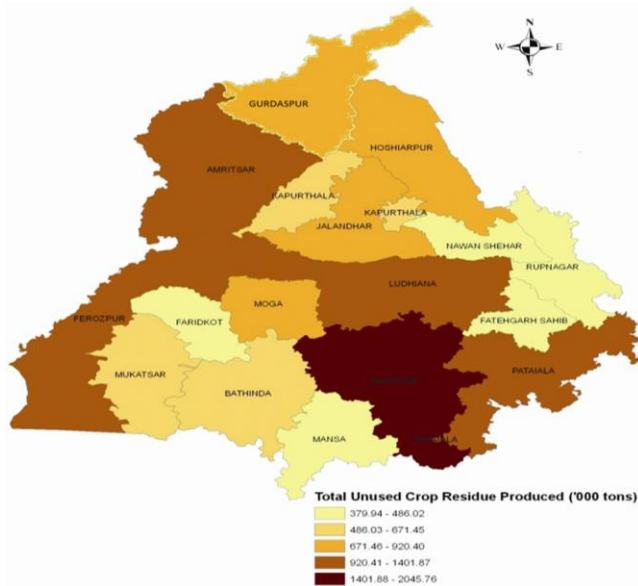 N
W E
S
GURDASPUR
HOSHIARPUR
AMRITSAR
KAPURTHALA
KAPURTHALA
JALANDHAR
NAWAN SHEHAR
RUPNAGAR
LUDHIANA
MOGA
FEROZPUR
FARIDKOT
FATEHGARH SAHIB
MUKATSAR
PATAIALA
BATHINDA
MANSA
Total Unused Crop Residue Produced ('000 tons)
379.94 - 486.02
486.03 - 671.45
671.46 - 920.40
920.41 - 1401.87
1401.88 - 2045.76